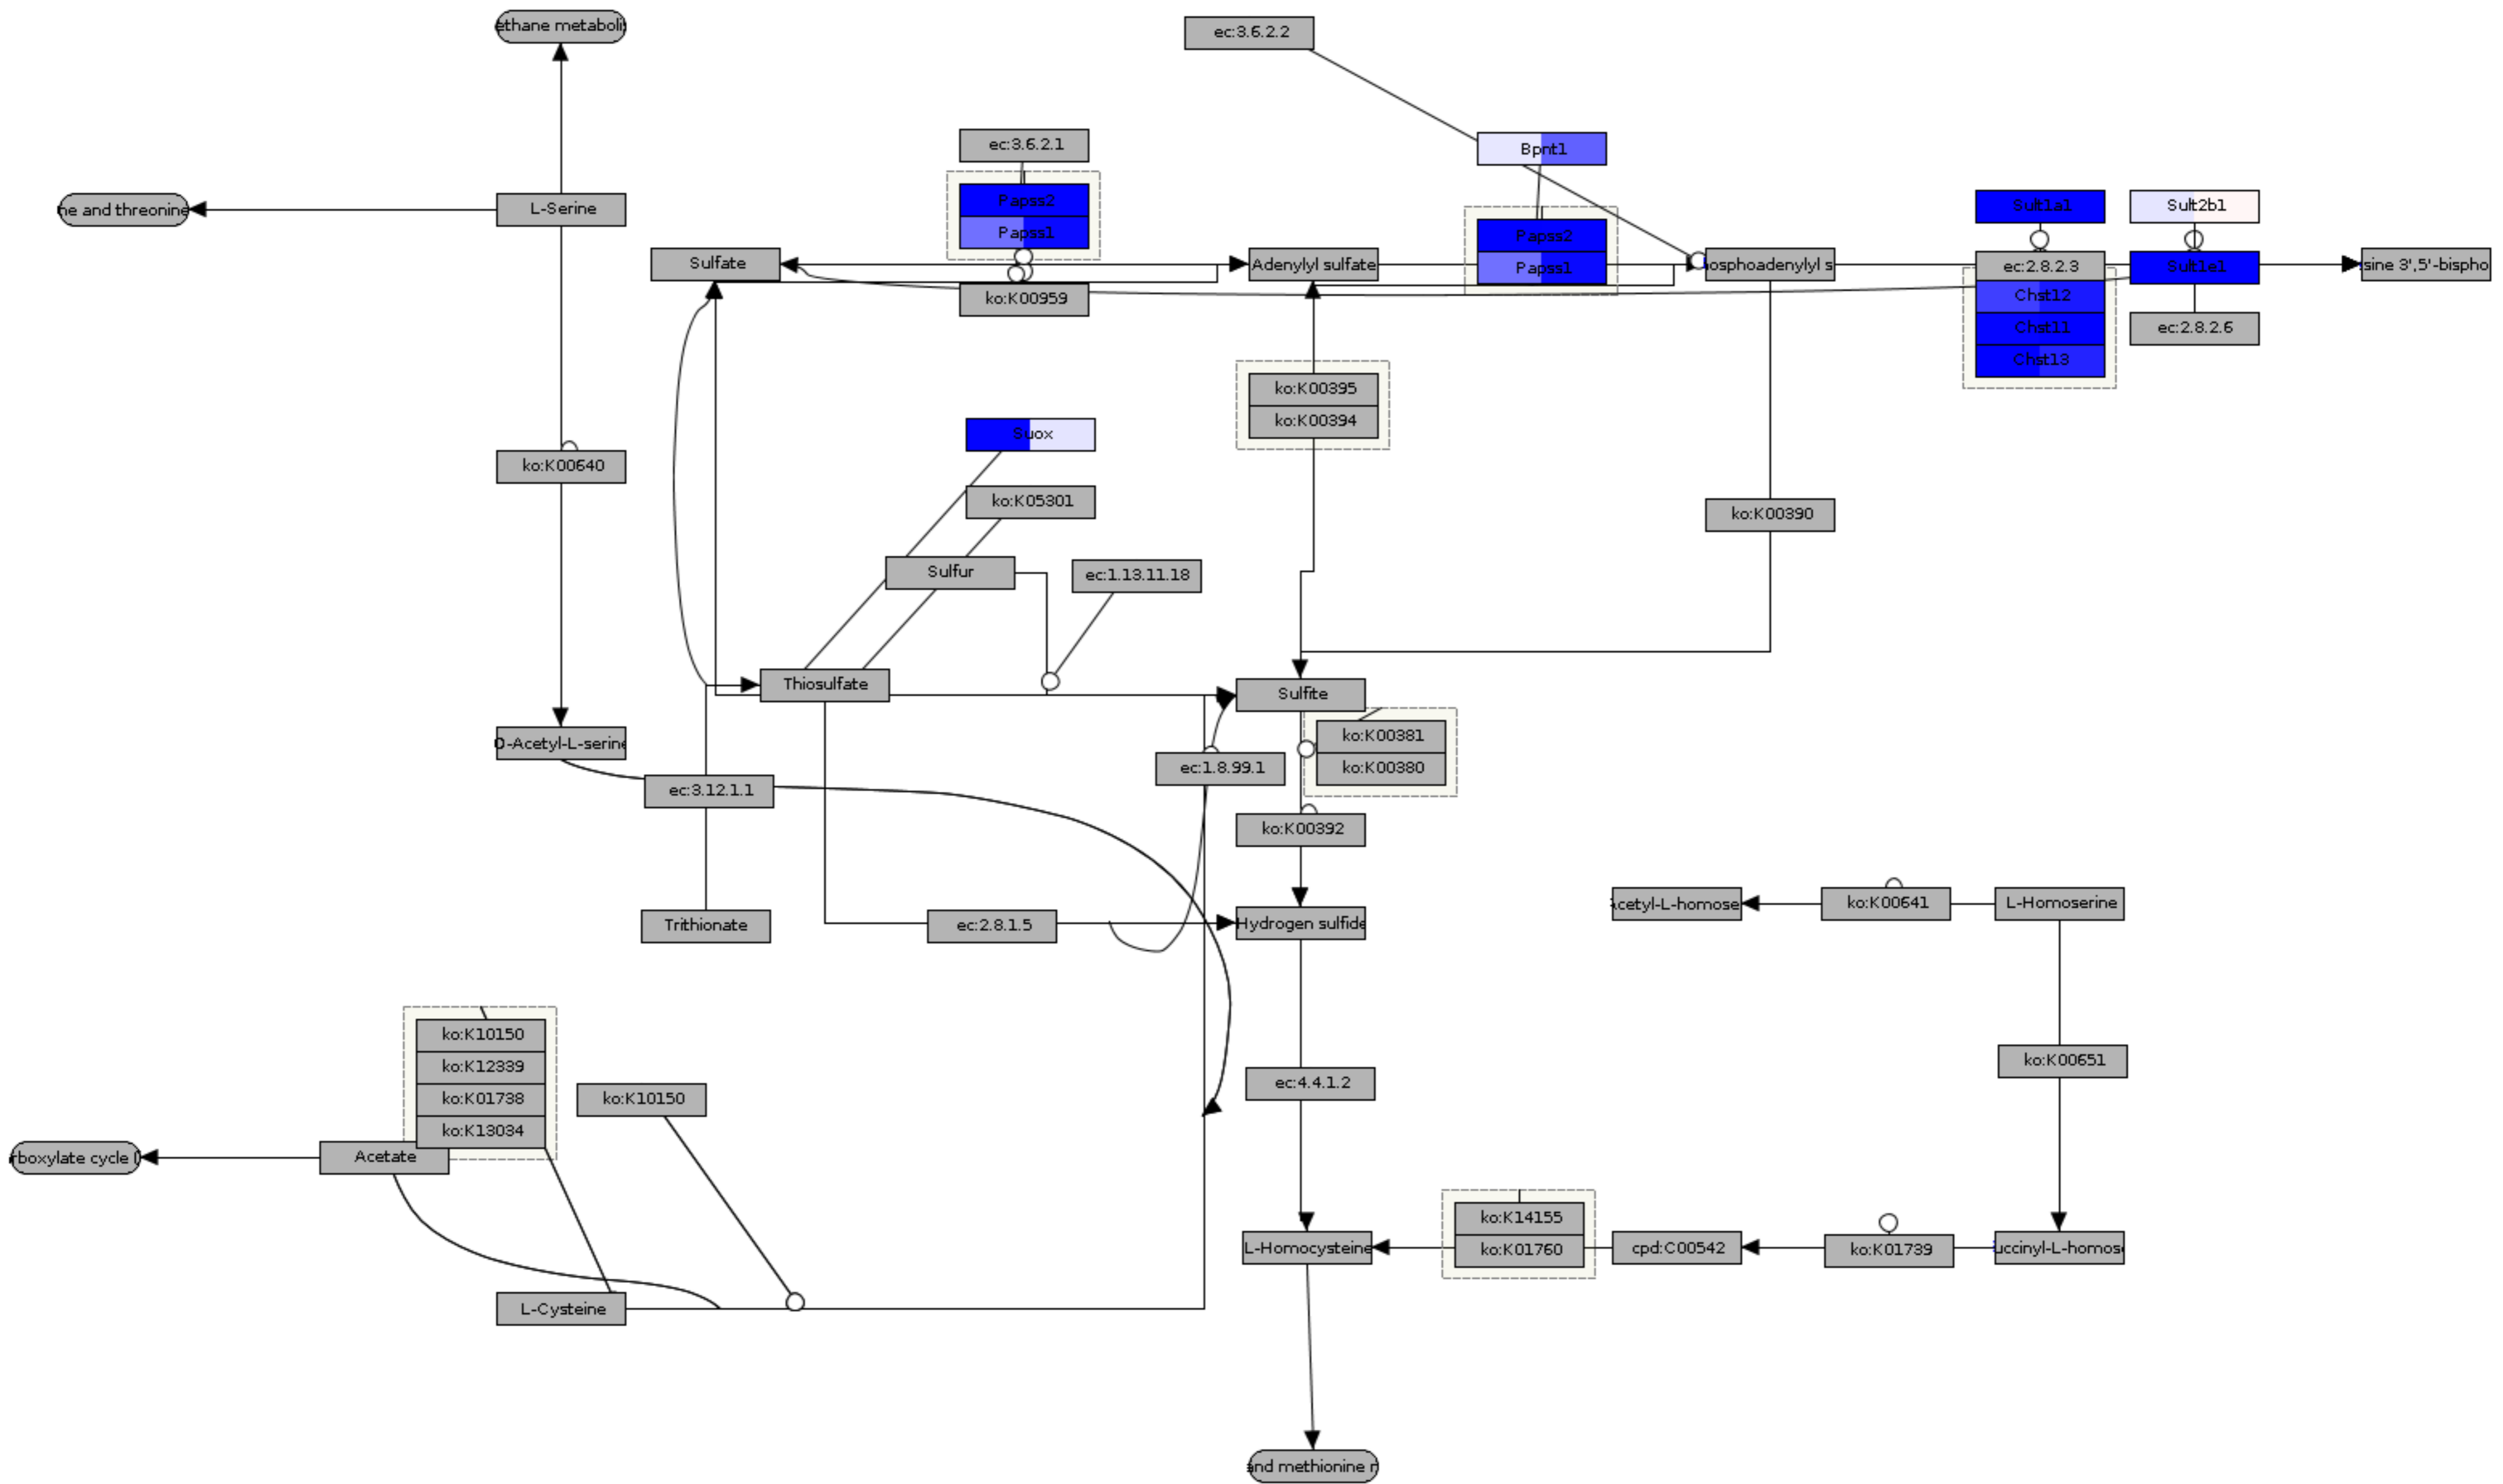 ethane metaboli
ec:3.6.2.2
ec:3.6.2.1
Bpnt1
ne and threonine
L-Serine
Papss2
Papss1
Sult1a1
Sult2b1
Papss2
Papss1
Sulfate
Adenylyl sulfate
osphoadenylyl s
ec:2.8.2.3
Sult1e1
sine 3',5'-bispho
ko:K00959
Chst12
Chst11
Chst13
ec:2.8.2.6
ko:K00395
ko:K00394
Suox
ko:K00640
ko:K05301
ko:K00390
Sulfur
ec:1.13.11.18
Thiosulfate
Sulfite
O-Acetyl-L-serine
ko:K00381
ko:K00380
ec:1.8.99.1
ec:3.12.1.1
ko:K00392
Trithionate
ec:2.8.1.5
Hydrogen sulfide
cetyl-L-homose
ko:K00641
L-Homoserine
ko:K10150
ko:K12339
ko:K01738
ko:K13034
ko:K10150
ec:4.4.1.2
ko:K00651
rboxylate cycle (
Acetate
ko:K14155
ko:K01760
L-Homocysteine
cpd:C00542
ko:K01739
uccinyl-L-homos
L-Cysteine
and methionine